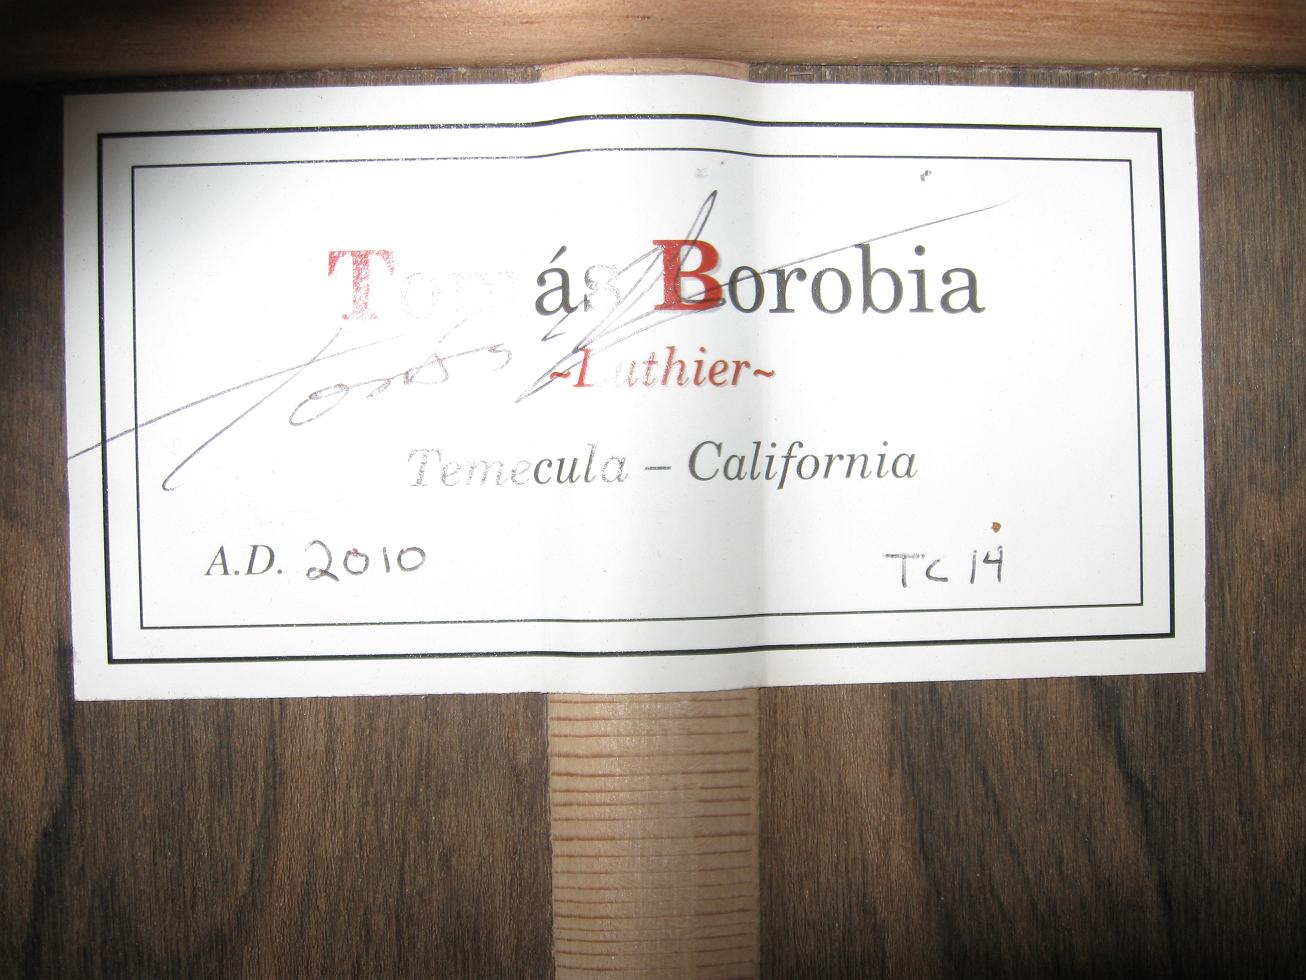 Tomás Borobia
~Luthier~
Temecula – California
A.D. 2010
TC 14